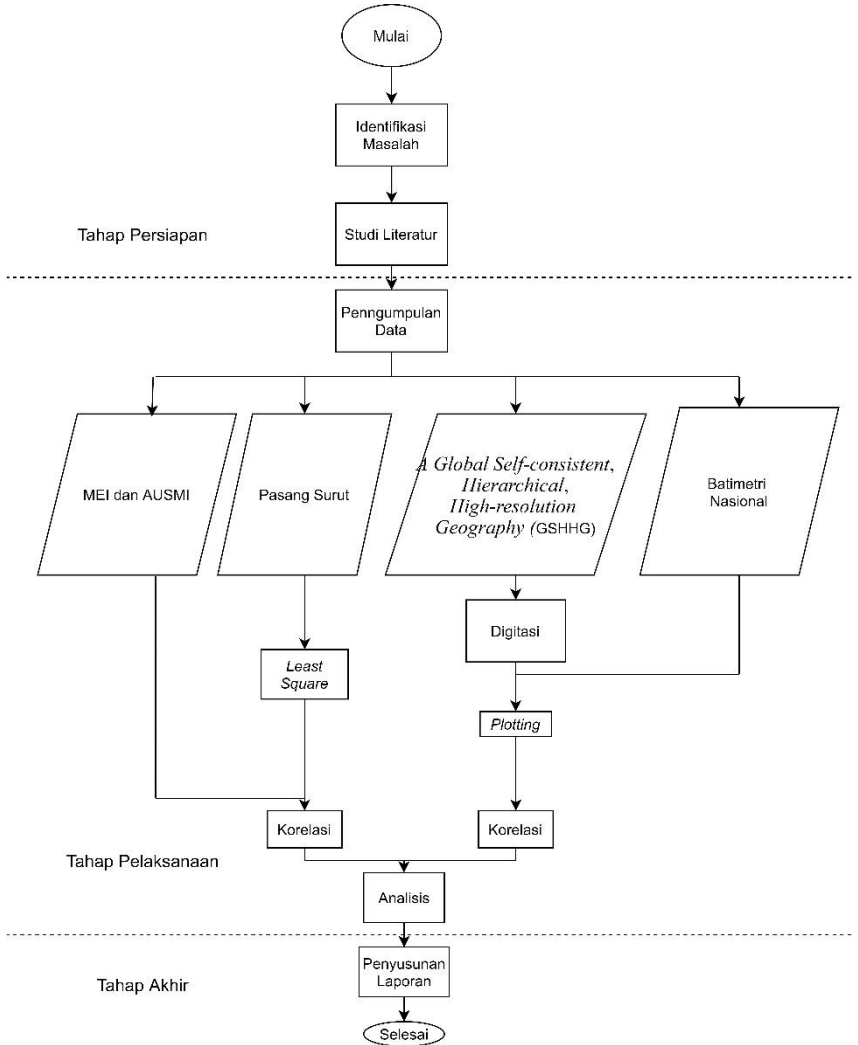 Mulai
Identifikasi
Masalah
Studi Literatur
Tahap Persiapan
Penngumpulan
Data
MEI dan AUSMI
Pasang Surut
A Global Self-consistent,
Hierarchical,
High-resolution
Geography (GSHHG)
Batimetri
Nasional
Digitasi
Least
Square
Plotting
Korelasi
Korelasi
Tahap Pelaksanaan
Analisis
Penyusunan
Laporan
Tahap Akhir
Selesai